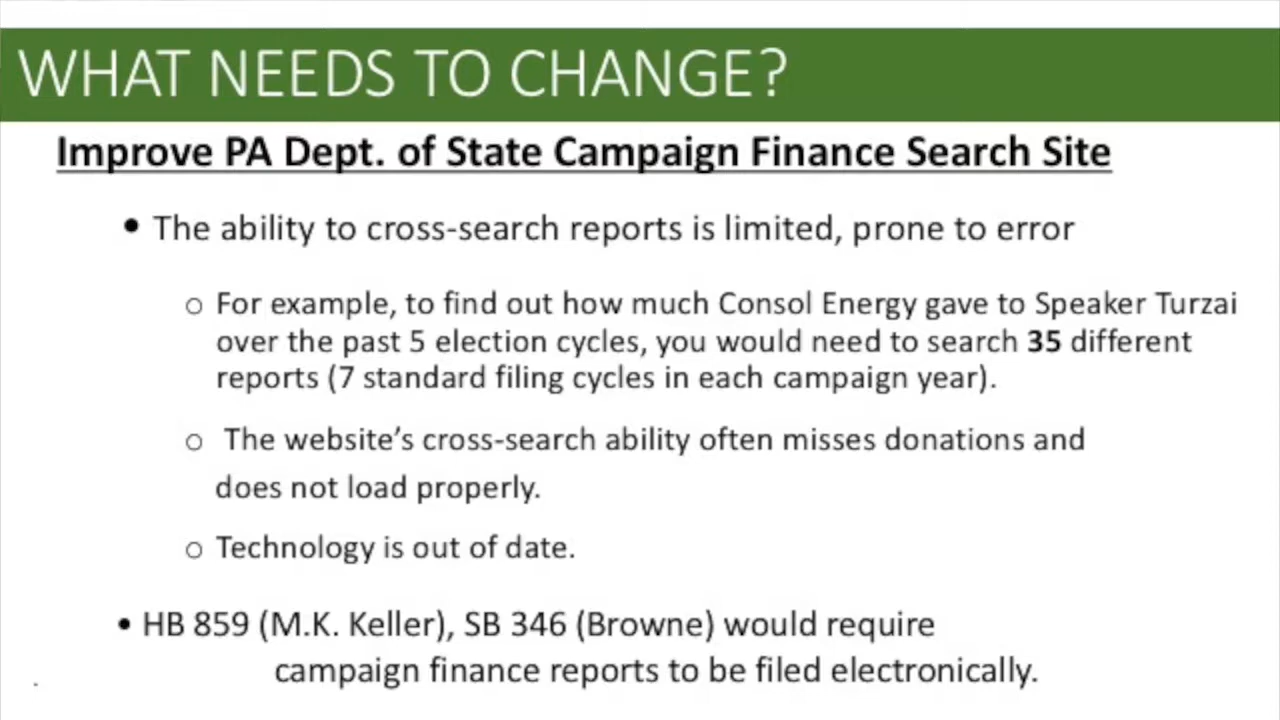 WHAT NEEDS TO CHANGE?
Improve PA Dept. of State Campaign Finance Search Site
• The ability to cross-search reports is limited, prone to error
o For example, to find out how much Consol Energy gave to Speaker Turzai
over the past 5 election cycles, you would need to search 35 different
reports (7 standard filing cycles in each campaign year).
o The website’s cross-search ability often misses donations and
does not load properly.
o Technology is out of date.
• HB 859 (M.K. Keller), SB 346 (Browne) would require
campaign finance reports to be filed electronically.